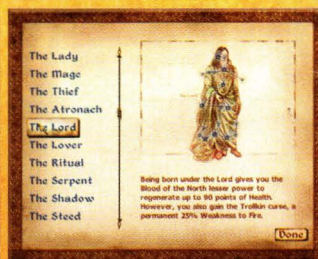 The Lady
The Mage
The Thief
The Atronach
The Lord
The Lover
The Ritual
The Serpent
The Shadow
The Steed
Being born under the Lord gives you the
Blood of the North lesser power to
regenerate up to 90 points of Health.
However, you also gain the Trollkin curse, a
permanent 25% Weakness to Fire.
Done